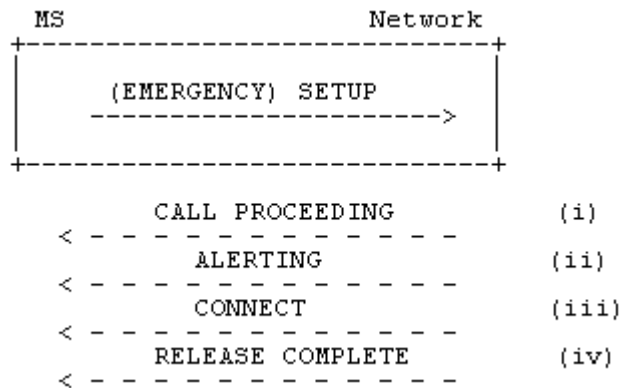 MS Network
(EMERGENCY) SETUP
CALL PROCEEDING (i)
ALERTING (ii)
CONNECT (iii)
RELEASE COMPLETE (iv)